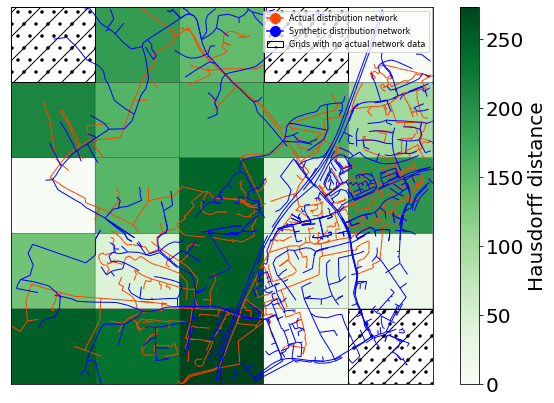 Actual distribution network
Synthetic distribution network
Grids with no actual network data
250
200
150
100
50
0
Hausdorff distance